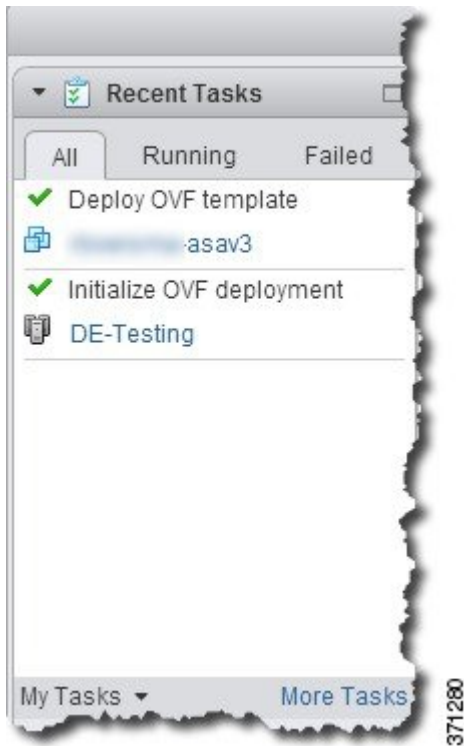 Recent Tasks
All Running Failed
Deploy OVF template
-asav3
Initialize OVF deployment
DE-Testing
My Tasks More Tasks
371280